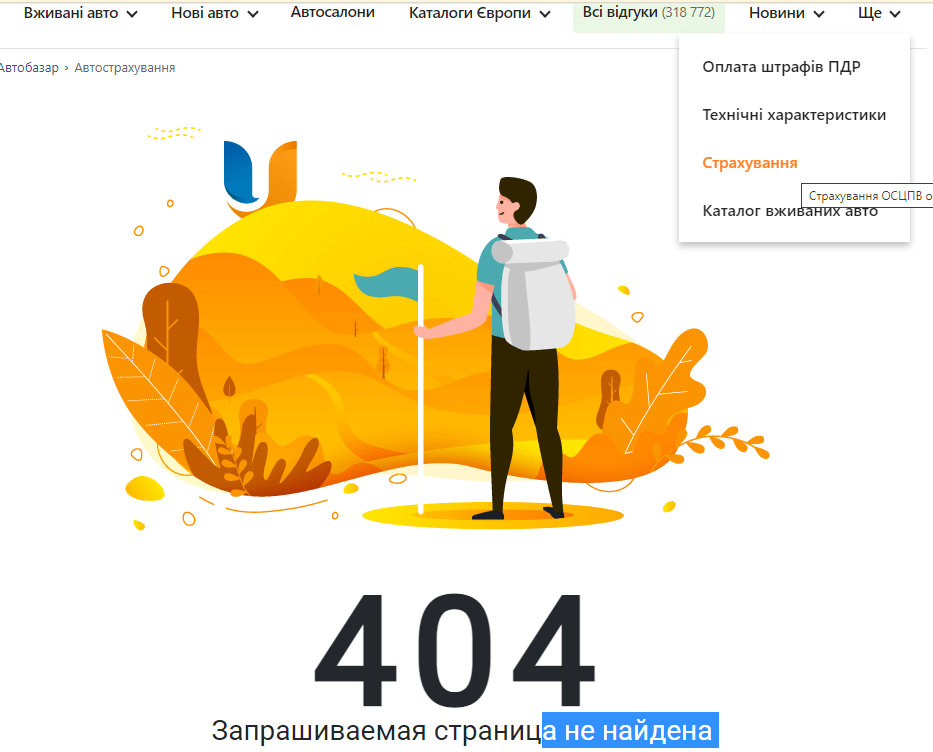 Вживані авто Нові авто Автосалони Каталоги Європи Всі відгуки (318 772) Новини Ще
Автобазар › Автострахування
Оплата штрафів ПДР
Технічні характеристики
Страхування
Страхування ОСЦПВ о
Каталог вживаних авто
404
Запрашиваемая страница не найдена